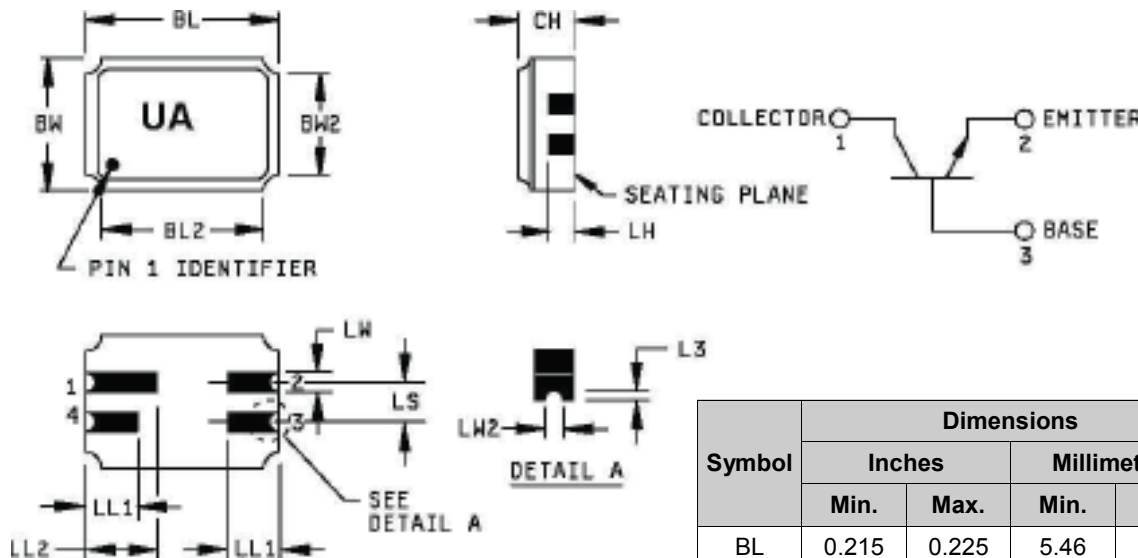 BL
CH
BW
UA
BW2
COLLECTOR
1
EMITTER
2
SEATING PLANE
BL2
LH
BASE
3
PIN 1 IDENTIFIER
LW
L3
1
2
LS
4
3
LW2
DETAIL A
LL1
SEE
DETAIL A
LL2
LL1
Dimensions
Symbol
Inches
Min.
Max.
Min.
BL
0.215
0.225
5.46